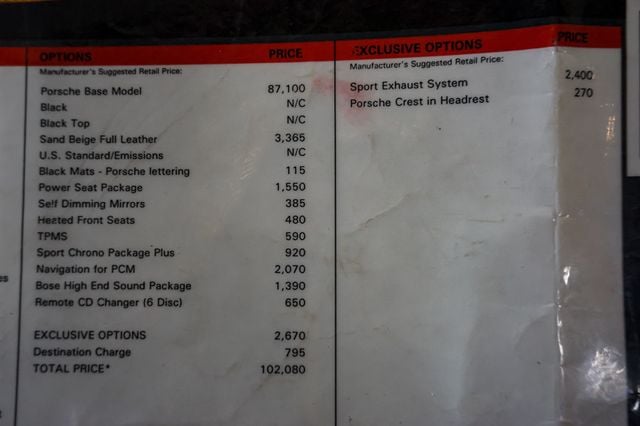 OPTIONS PRICE
Manufacturer's Suggested Retail Price:
Porsche Base Model 87,100
Black N/C
Black Top N/C
Sand Beige Full Leather 3,365
U.S. Standard/Emissions N/C
Black Mats - Porsche lettering 115
Power Seat Package 1,550
Self Dimming Mirrors 385
Heated Front Seats 480
TPMS 590
Sport Chrono Package Plus 920
Navigation for PCM 2,070
Bose High End Sound Package 1,390
Remote CD Changer (6 Disc) 650
EXCLUSIVE OPTIONS 2,670
Destination Charge 795
TOTAL PRICE* 102,080
EXCLUSIVE OPTIONS PRICE
Manufacturer's Suggested Retail Price:
Sport Exhaust System 2,400
Porsche Crest in Headrest 270